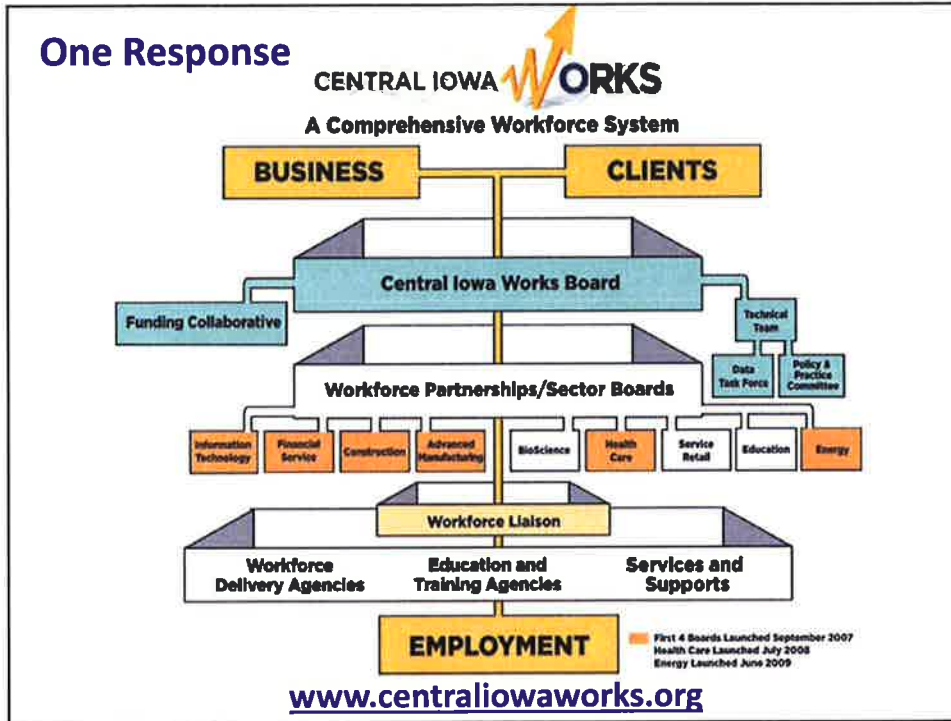 One Response
CENTRAL IOWA WORKS
A Comprehensive Workforce System
BUSINESS
CLIENTS
Central Iowa Works Board
Funding Collaborative
Technical
Team
Data
Task Force
Policy &
Practice
Committee
Workforce Partnerships/Sector Boards
Information
Technology
Financial
Service
Construction
Advanced
Manufacturing
BioScience
Health
Care
Service
Retail
Education
Energy
Workforce Liaison
Workforce
Delivery Agencies
Education and
Training Agencies
Services and
Supports
EMPLOYMENT
First 4 Boards Launched September 2007
Health Care Launched July 2008
Energy Launched June 2009
www.centraliowaworks.org